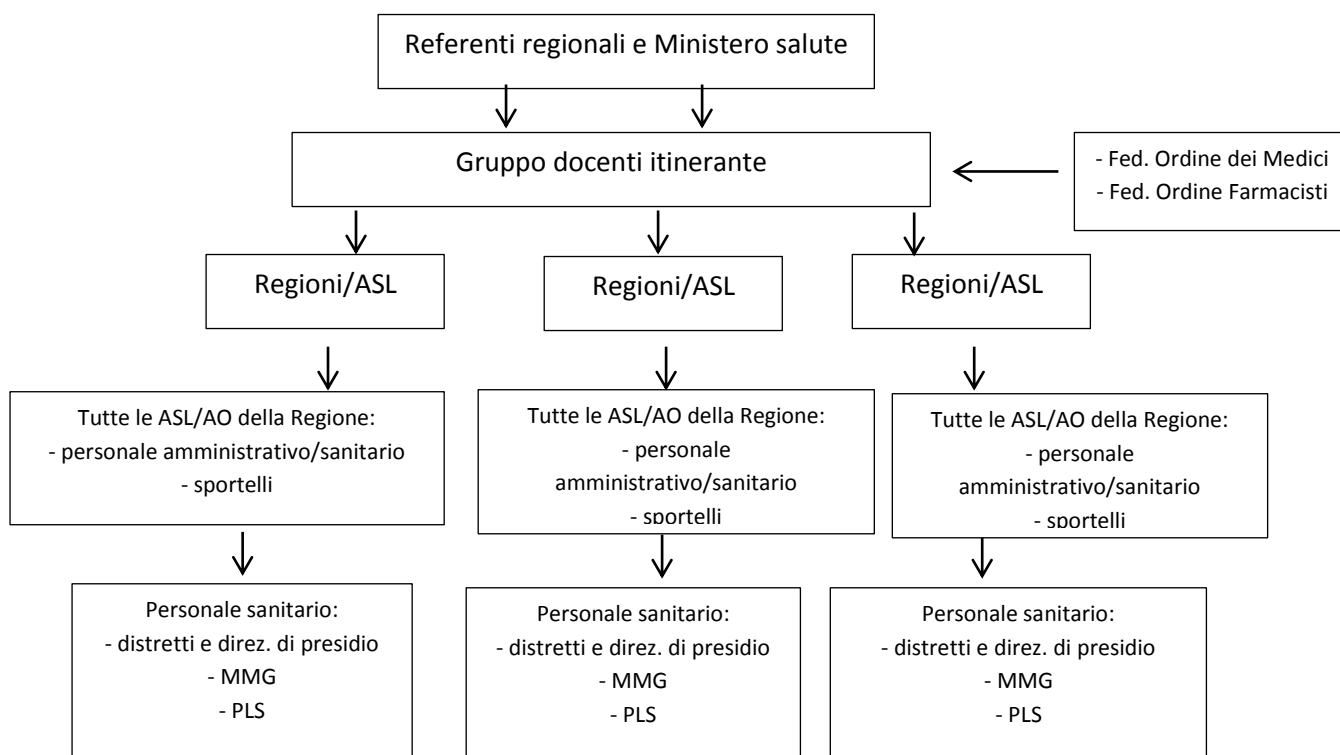 Referenti regionali e Ministero salute
Gruppo docenti itinerante
- Fed. Ordine dei Medici
- Fed. Ordine Farmacisti
Regioni/ASL
Regioni/ASL
Regioni/ASL
Tutte le ASL/AO della Regione:
- personale amministrativo/sanitario
- sportelli
Tutte le ASL/AO della Regione:
- personale
amministrativo/sanitario
- sportelli
Tutte le ASL/AO della Regione:
- personale
amministrativo/sanitario
- sportelli
Personale sanitario:
- distretti e direz. di presidio
- MMG
- PLS
Personale sanitario:
- distretti e direz. di presidio
- MMG
- PLS
Personale sanitario:
- distretti e direz. di presidio
- MMG
- PLS